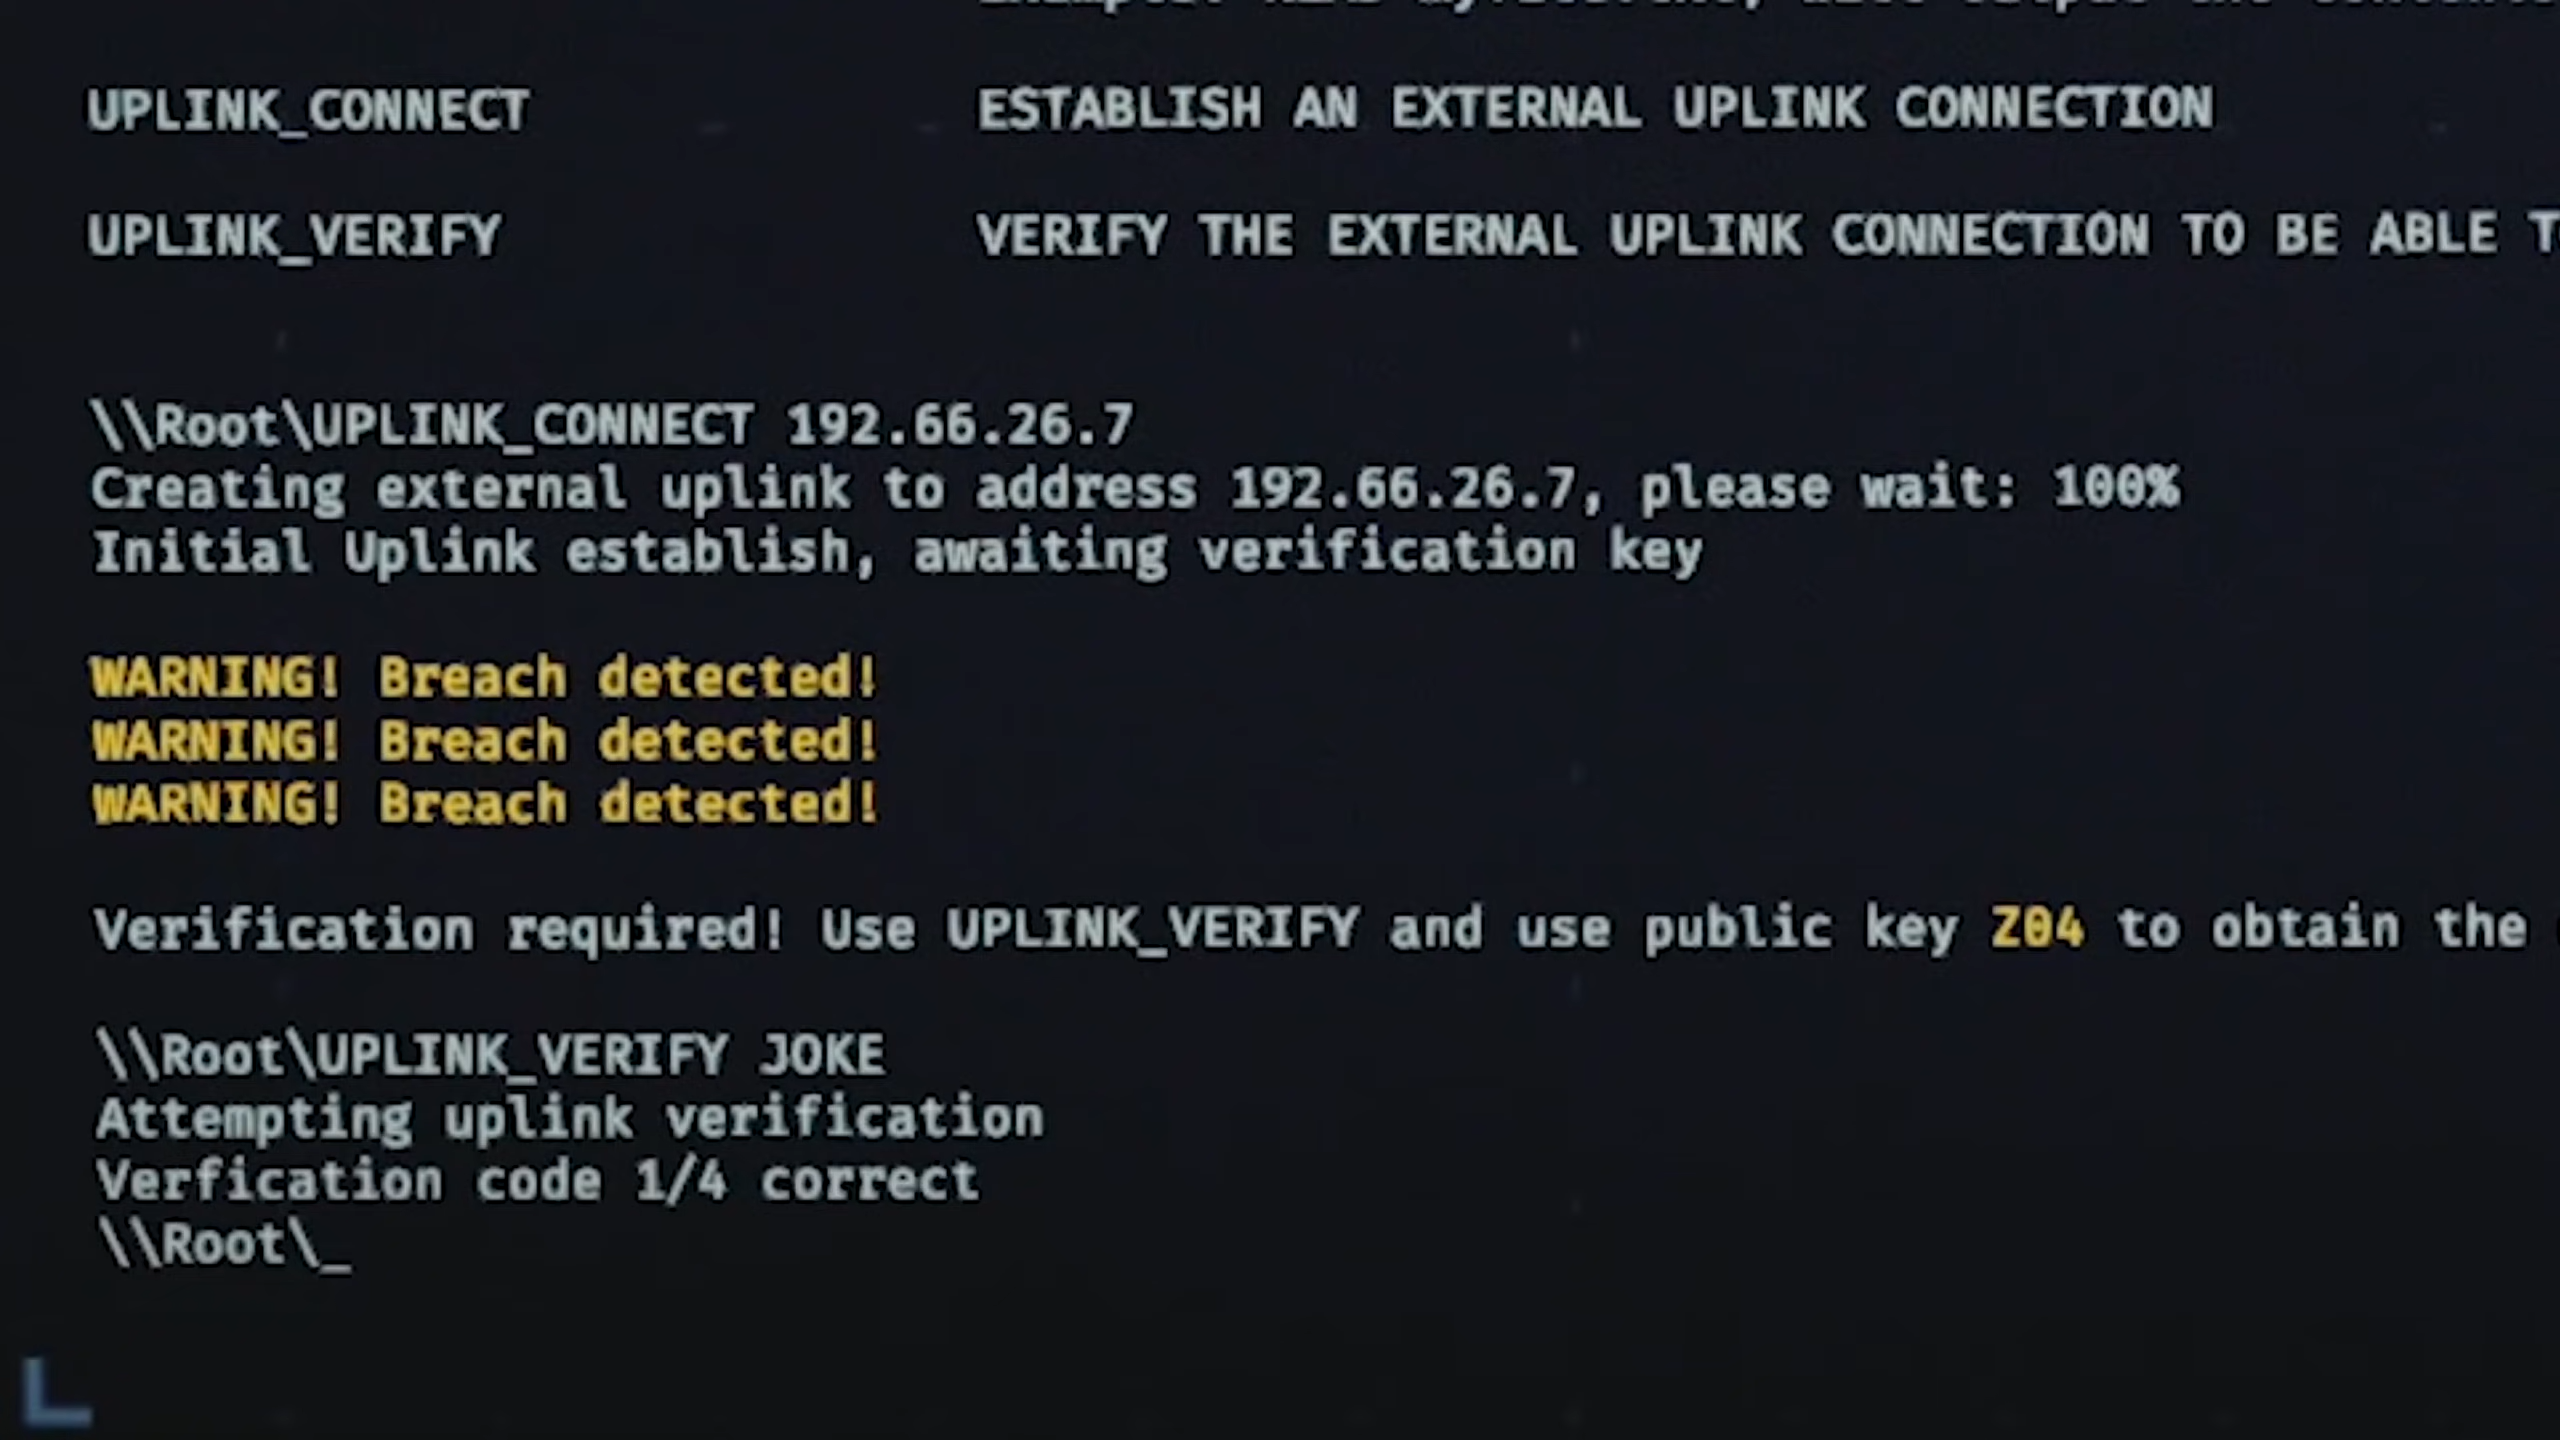 UPLINK_CONNECT ESTABLISH AN EXTERNAL UPLINK CONNECTION
UPLINK_VERIFY VERIFY THE EXTERNAL UPLINK CONNECTION TO BE ABLE
\\Root\UPLINK_CONNECT 192.66.26.7
Creating external uplink to address 192.66.26.7, please wait: 100%
Initial Uplink establish, awaiting verification key
WARNING! Breach detected!
WARNING! Breach detected!
WARNING! Breach detected!
Verification required! Use UPLINK_VERIFY and use public key Z04 to obtain the
\\Root\UPLINK_VERIFY JOKE
Attempting uplink verification
Verfication code 1/4 correct
\\Root\_